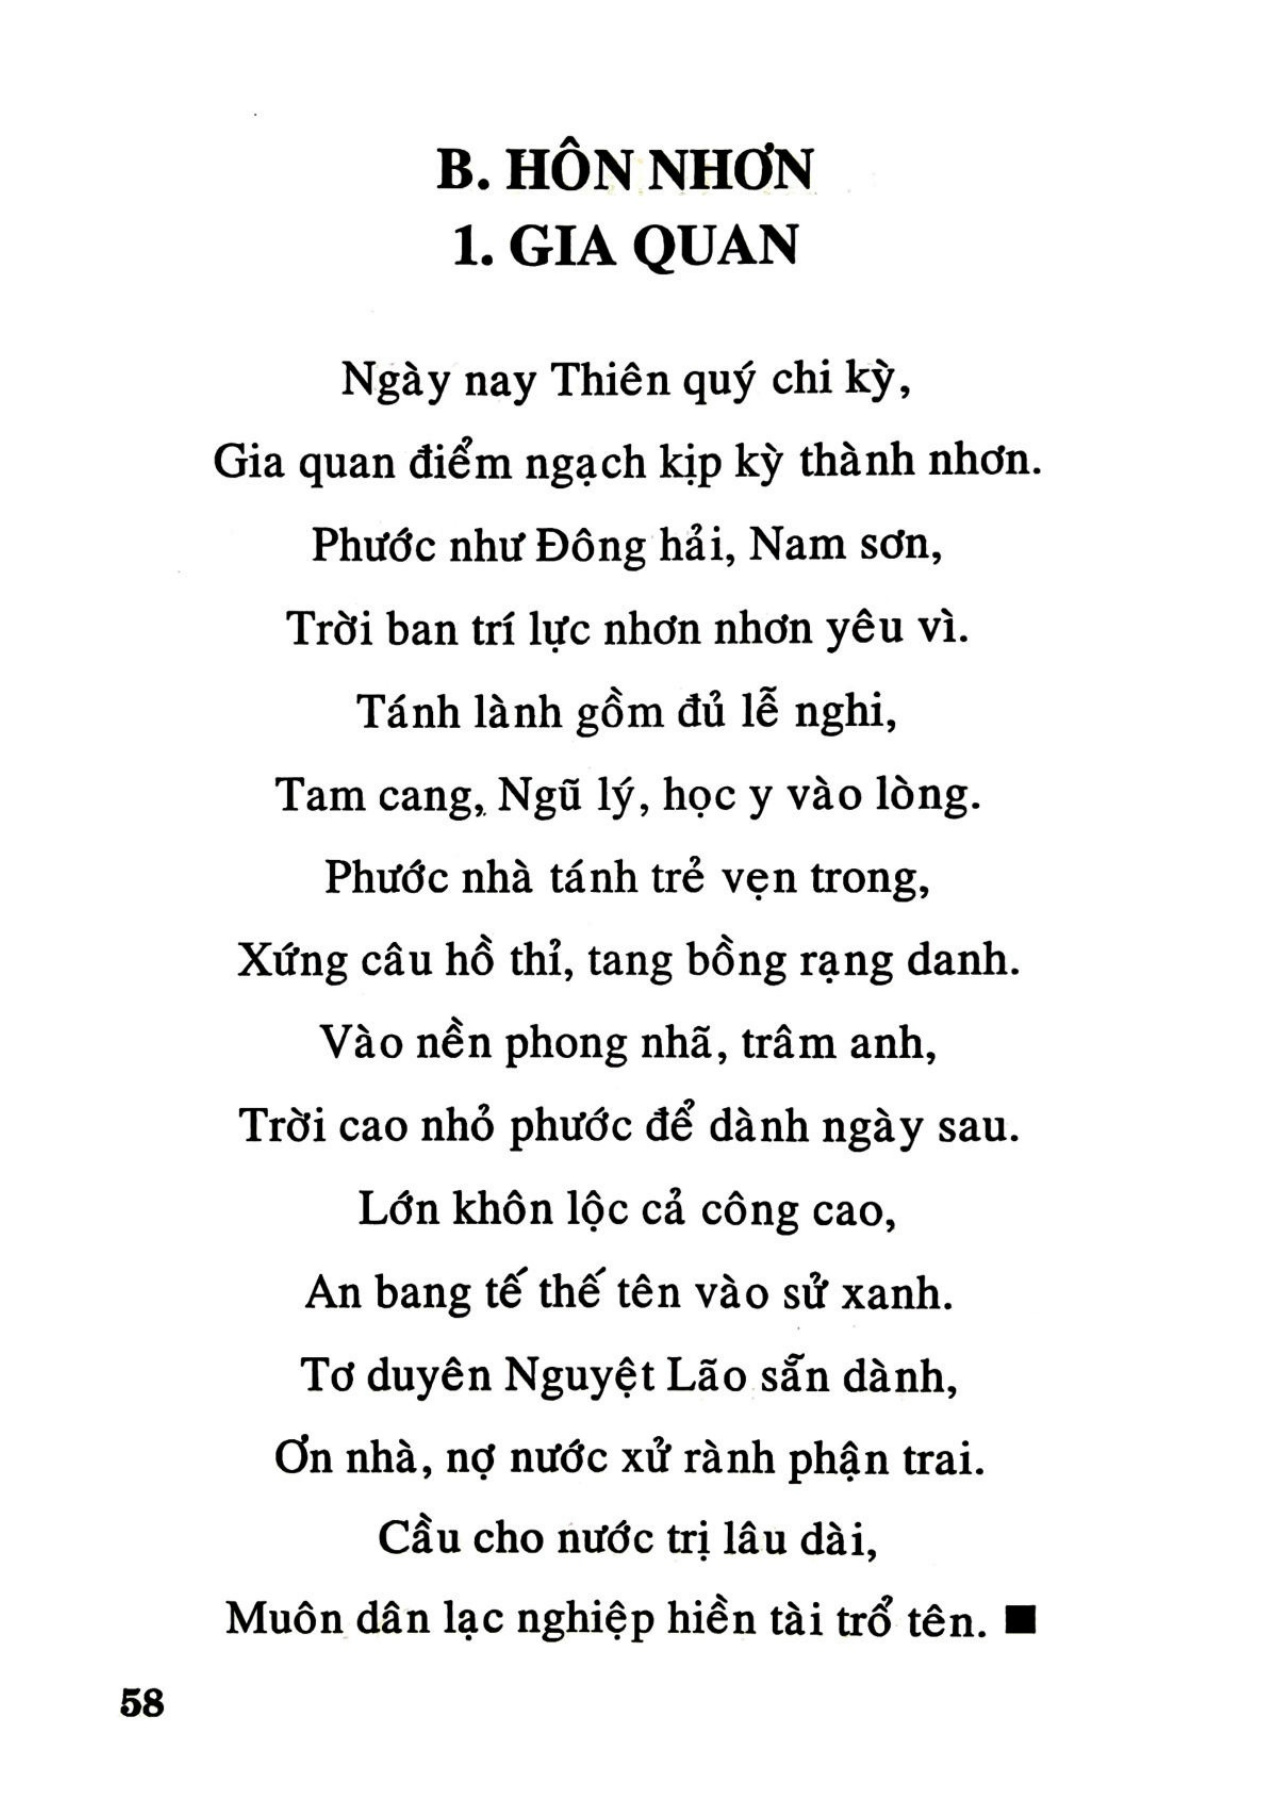 B. HÔN NHƠN
1. GIA QUAN
Ngày nay Thiên quý chi kỳ,
Gia quan điểm ngạch kịp kỳ thành nhơn.
Phước như Đông hải, Nam sơn,
Trời ban trí lực nhơn nhơn yêu vì.
Tánh lành gồm đủ lễ nghi,
Tam cang, Ngũ lý, học y vào lòng.
Phước nhà tánh trẻ vẹn trong,
Xứng câu hồ thỉ, tang bồng rạng danh.
Vào nền phong nhã, trâm anh,
Trời cao nhỏ phước để dành ngày sau.
Lớn khôn lộc cả công cao,
An bang tế thế tên vào sử xanh.
Tơ duyên Nguyệt Lão sẵn dành,
Ơn nhà, nợ nước xử rành phận trai.
Cầu cho nước trị lâu dài,
Muôn dân lạc nghiệp hiền tài trổ tên. ■
58